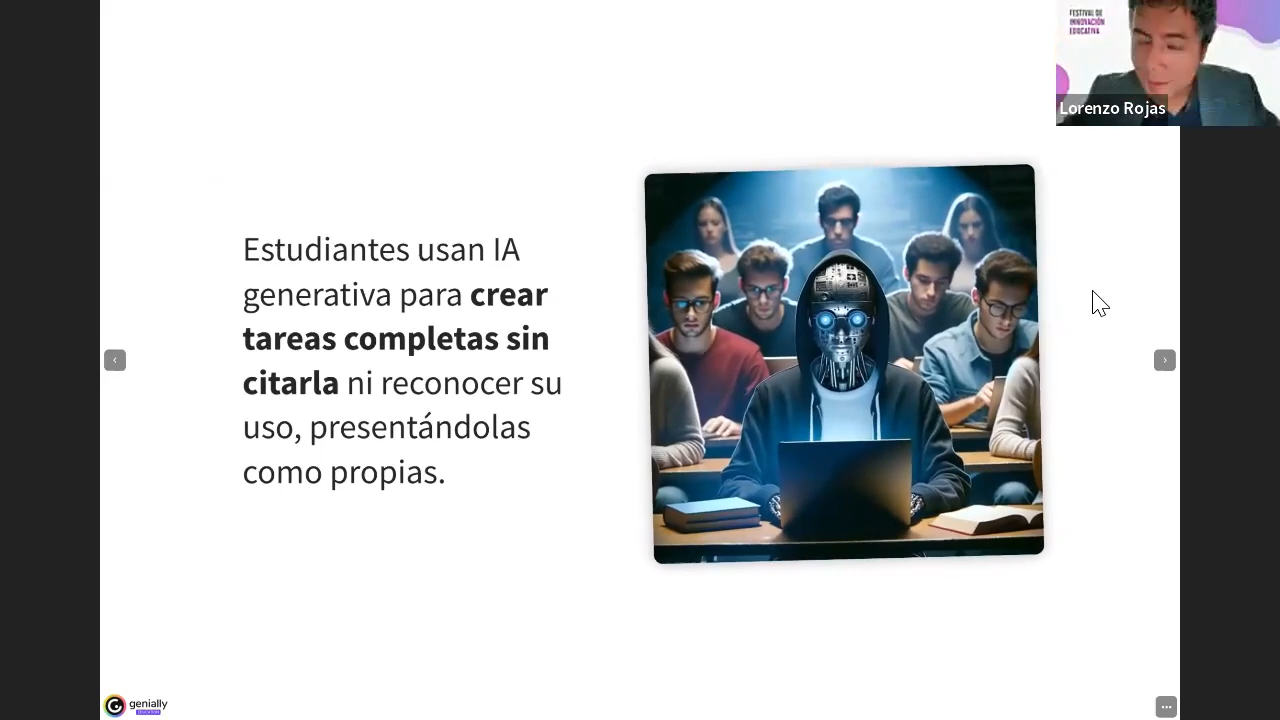 FESTIVAL DE
INNOVACIÓN
EDUCATIVA
Lorenzo Rojas
Estudiantes usan IA
generativa para crear
tareas completas sin
citarla ni reconocer su
uso, presentándolas
como propias.
genially
EDUCATION